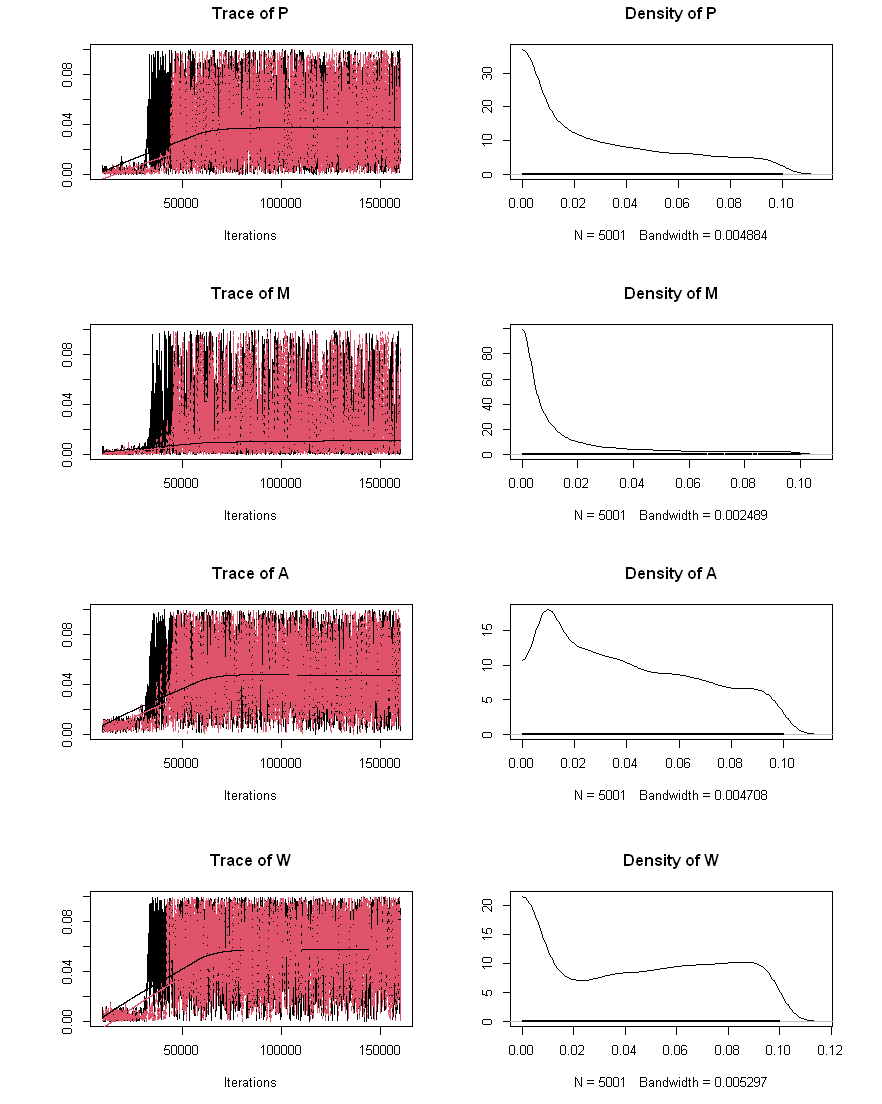 Trace of P
Density of P
0.00 0.04 0.08
50000 100000 150000
Iterations
0 10 20 30
0.00 0.02 0.04 0.06 0.08 0.10
N = 5001 Bandwidth = 0.004884
Trace of M
Density of M
0.00 0.04 0.08
50000 100000 150000
Iterations
0 20 40 60 80
0.00 0.02 0.04 0.06 0.08 0.10
N = 5001 Bandwidth = 0.002489
Trace of A
Density of A
0.00 0.04 0.08
50000 100000 150000
Iterations
0 5 10 15
0.00 0.02 0.04 0.06 0.08 0.10
N = 5001 Bandwidth = 0.004708
Trace of W
Density of W
0.00 0.04 0.08
50000 100000 150000
Iterations
0 5 10 15 20
0.00 0.02 0.04 0.06 0.08 0.10 0.12
N = 5001 Bandwidth = 0.005297